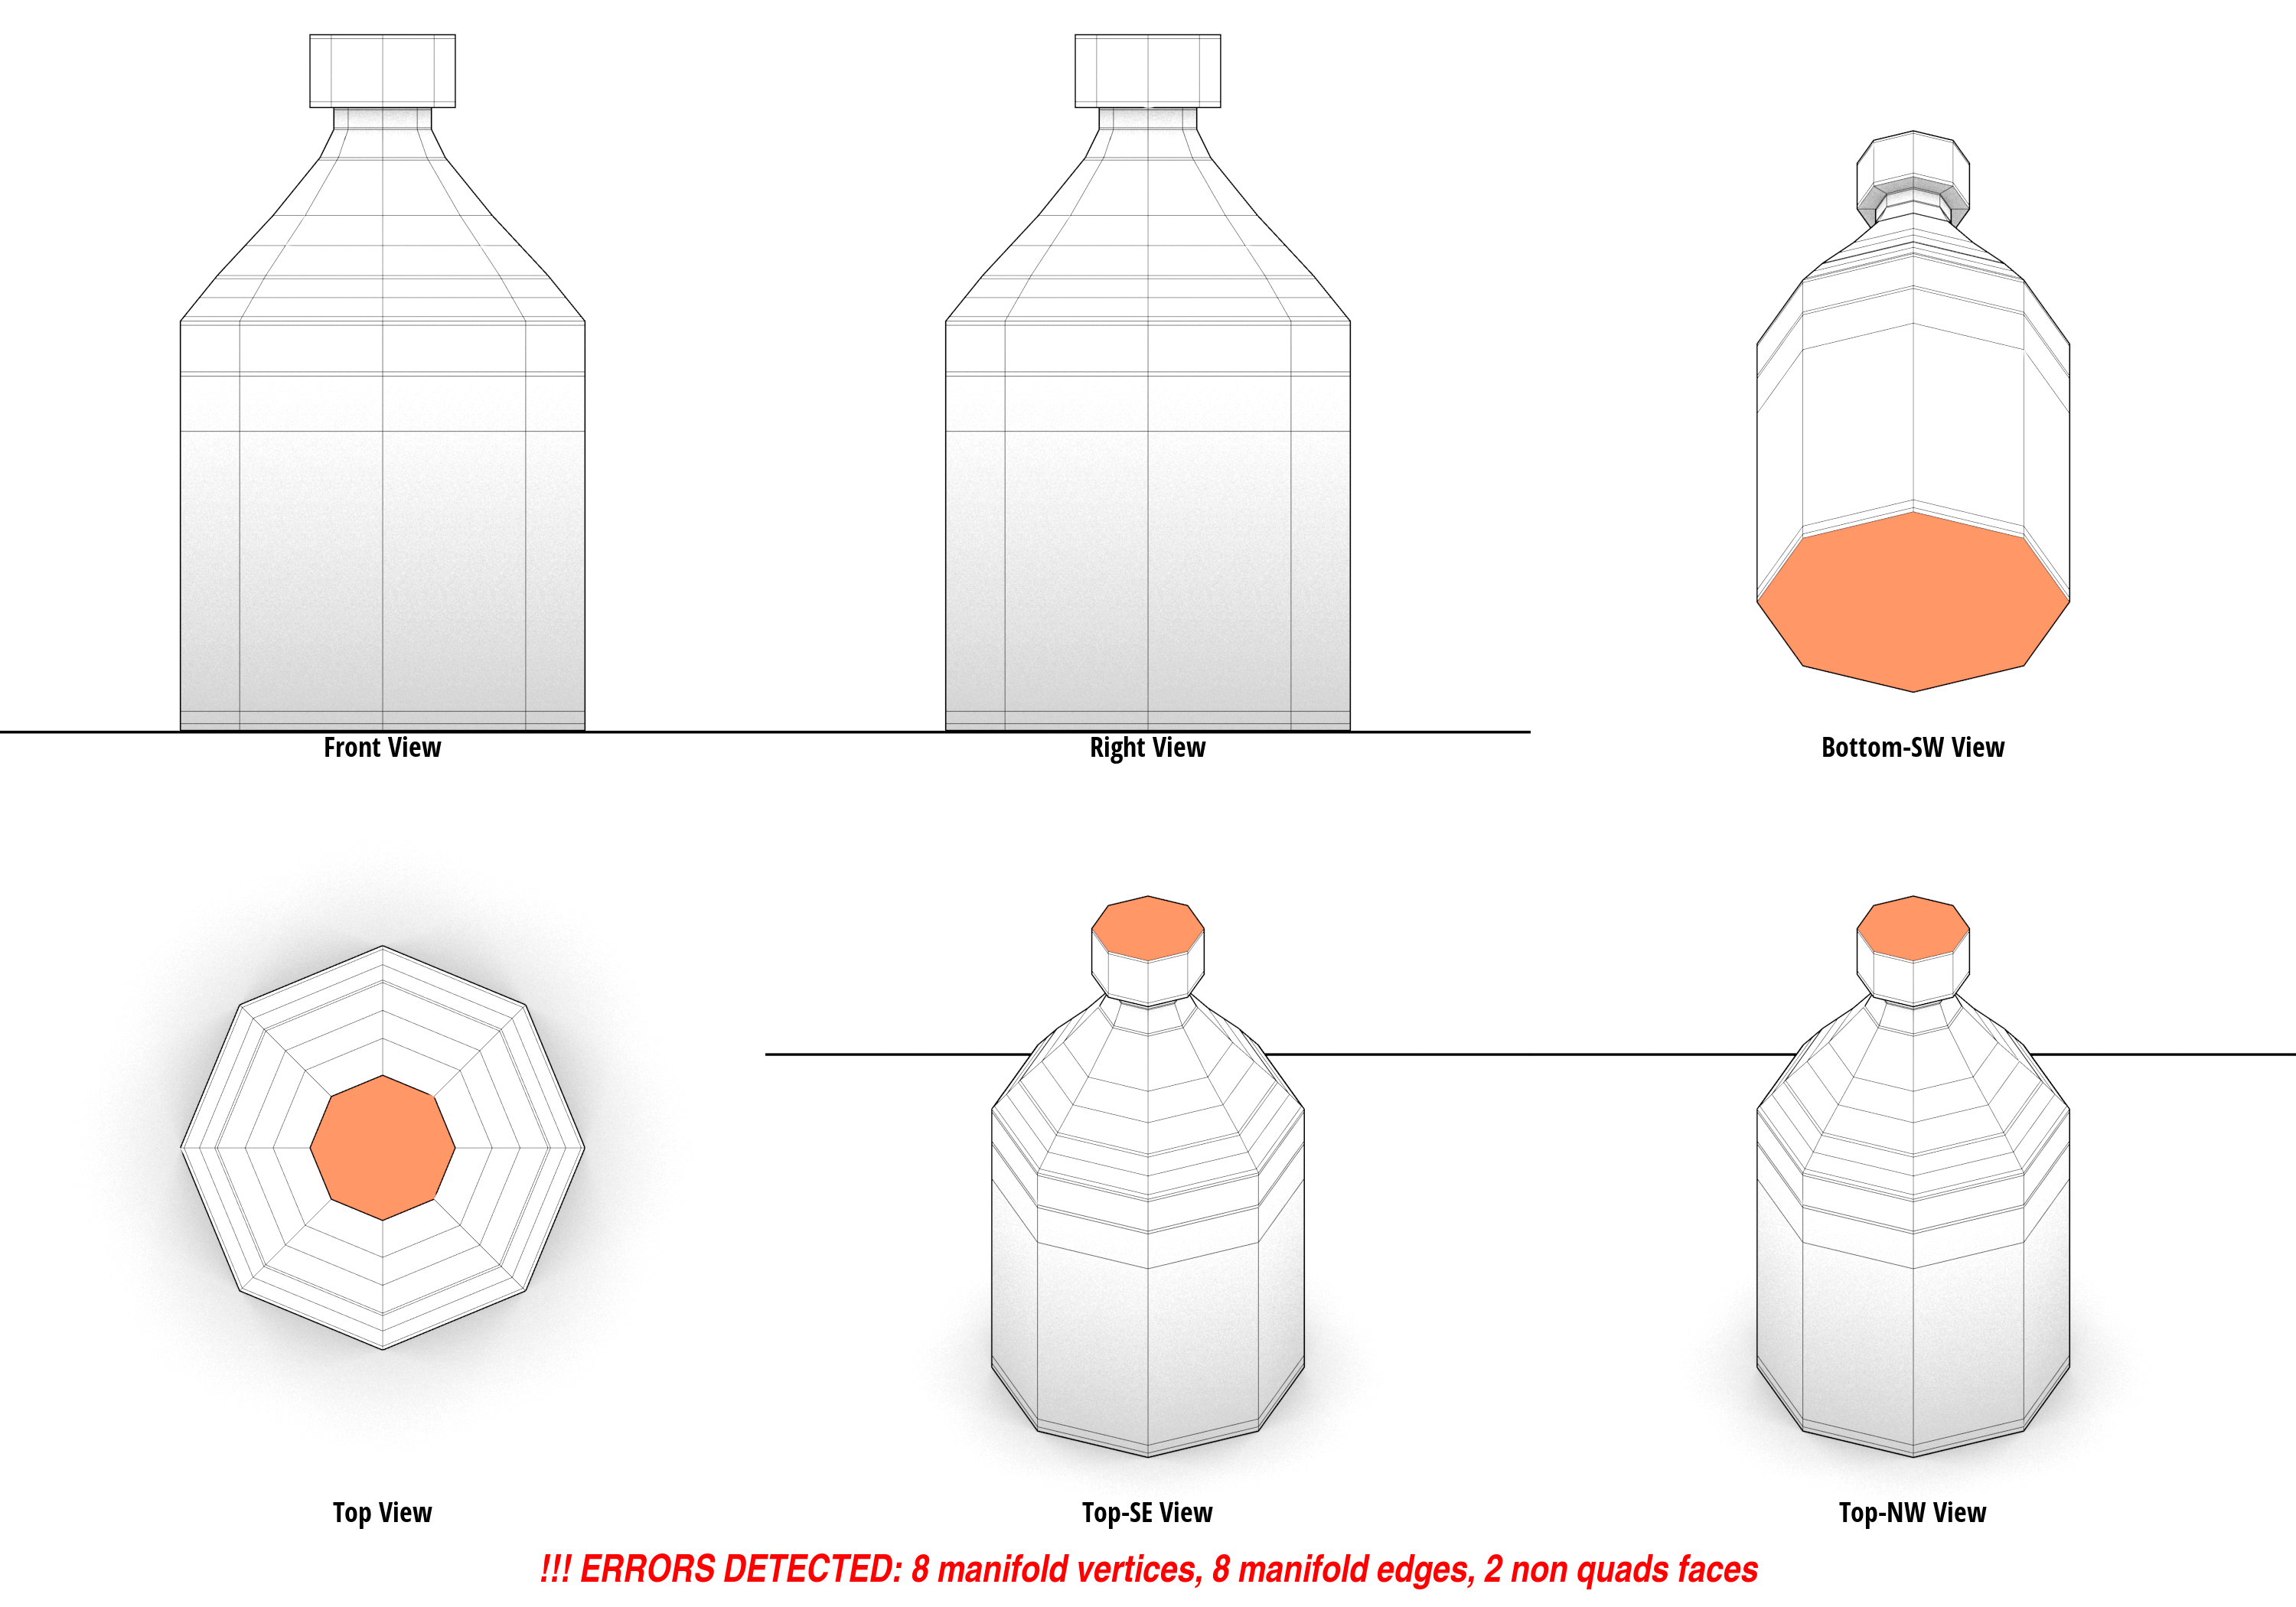 Front View
Right View
Bottom-SW View
Top View
Top-SE View
Top-NW View
!!! ERRORS DETECTED: 8 manifold vertices, 8 manifold edges, 2 non quads faces